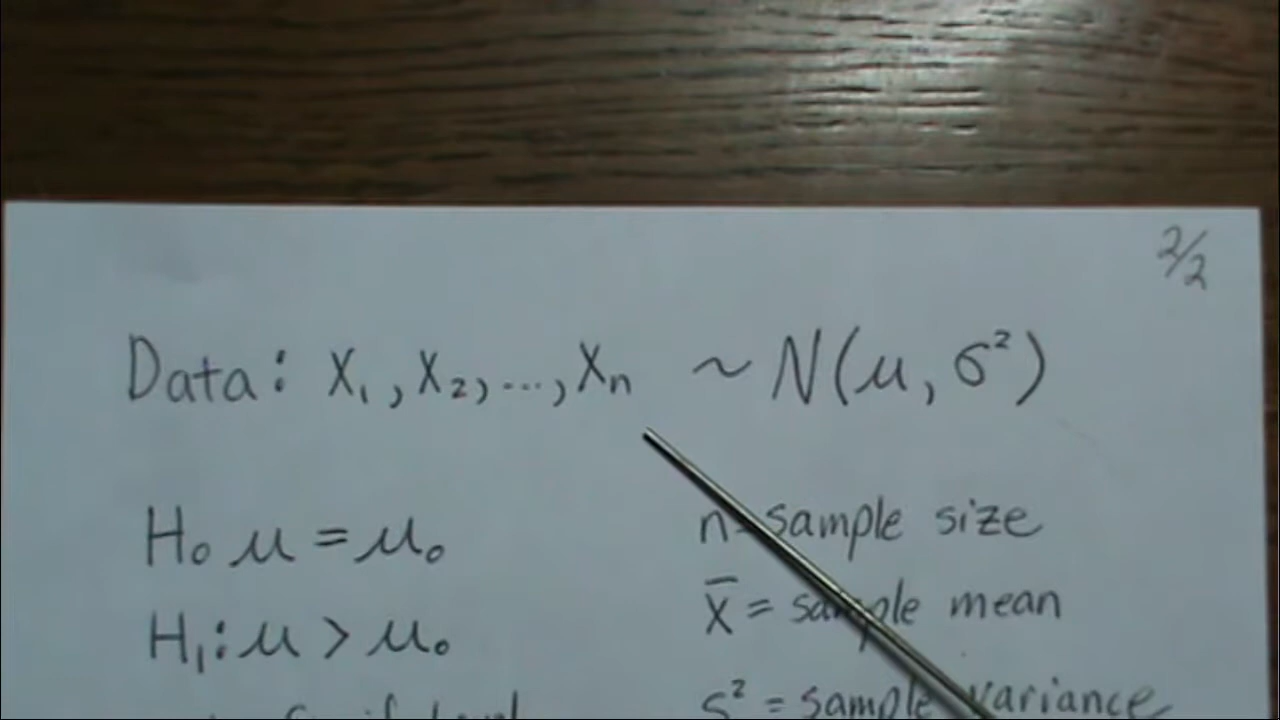 2/2
Data: X₁, X₂, ..., Xₙ ~ N(μ, σ²)
H₀ μ = μ₀
n = sample size
X̄ = sample mean
H₁: μ > μ₀
S² = sample variance